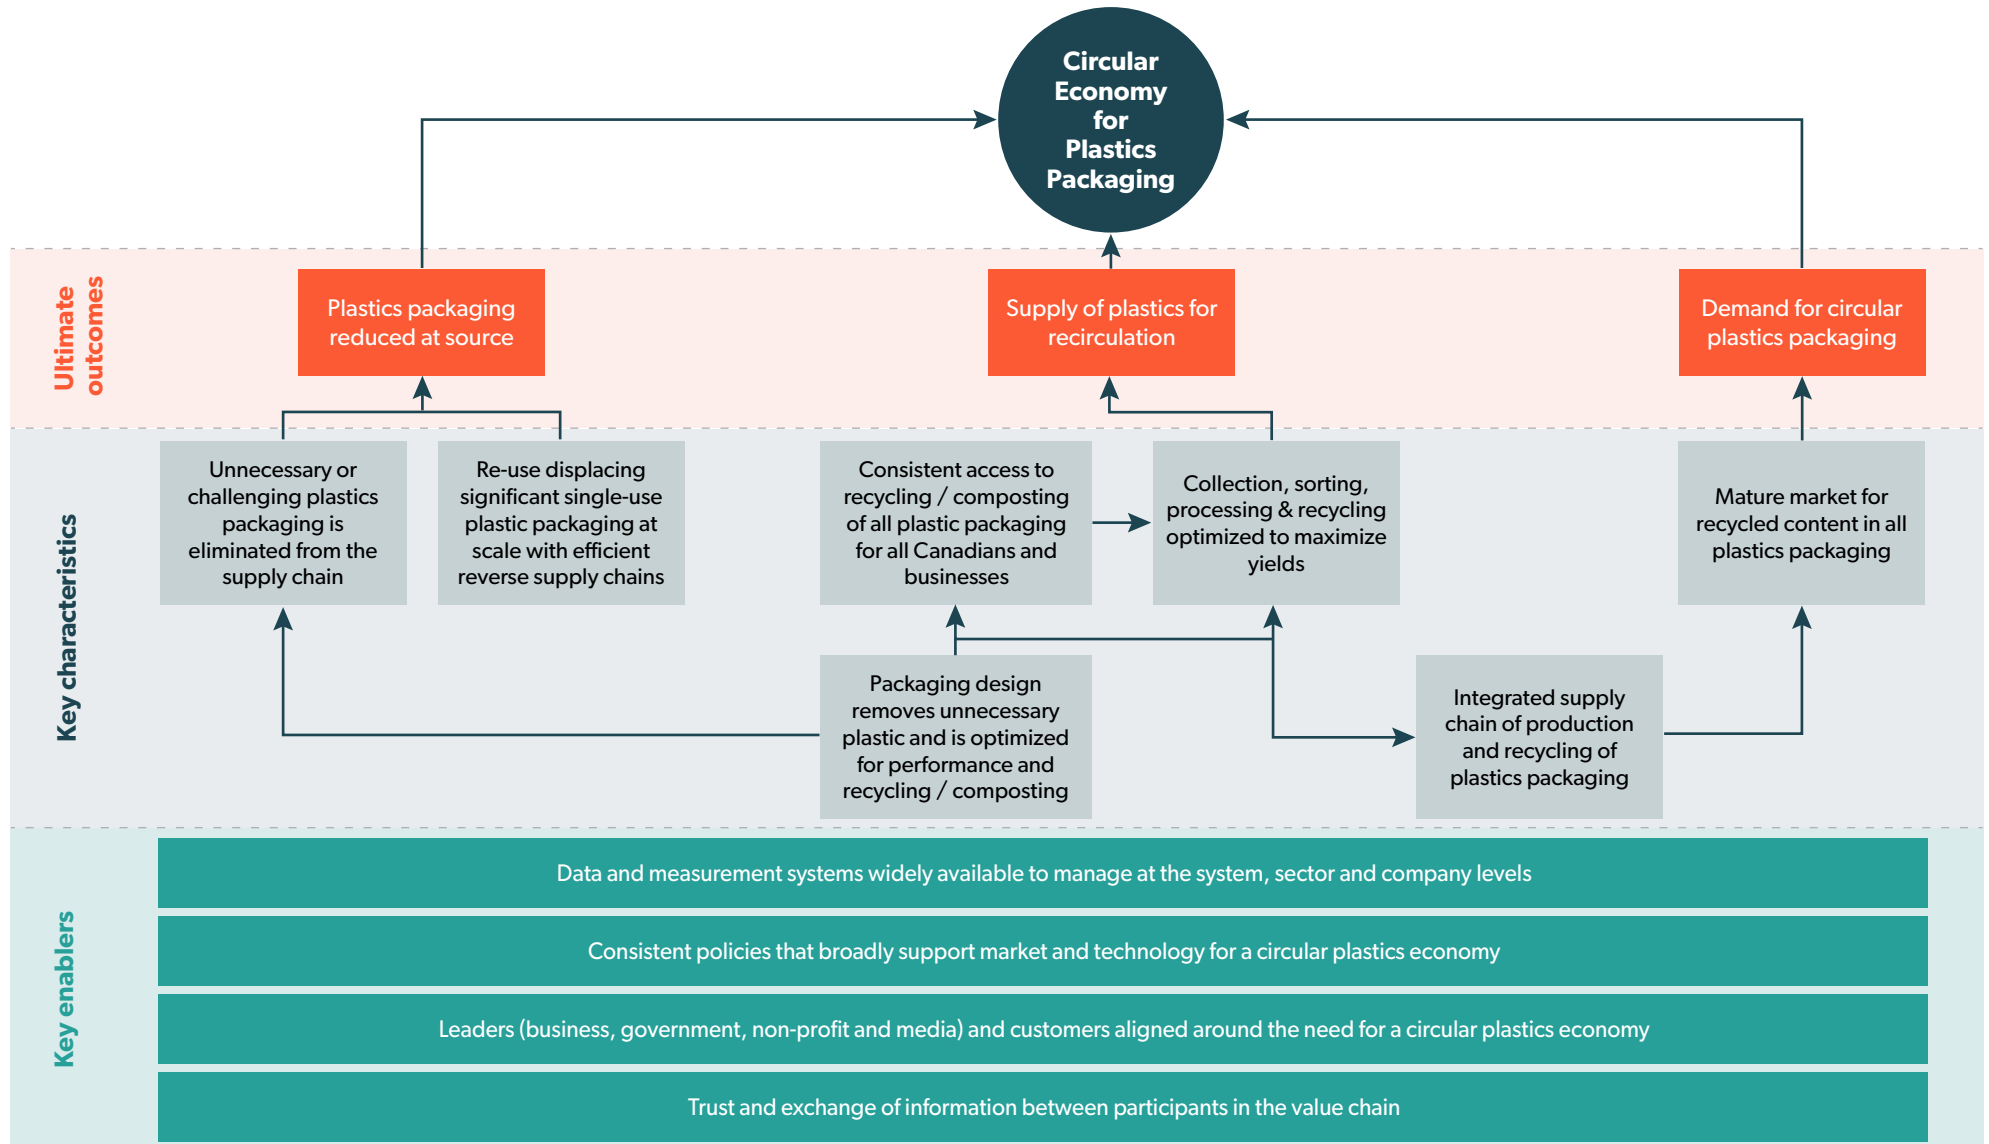 Circular
Economy
for
Plastics
Packaging
Ultimate
outcomes
Plastics packaging
reduced at source
Supply of plastics for
recirculation
Demand for circular
plastics packaging
Key characteristics
Unnecessary or
challenging plastics
packaging is
eliminated from the
supply chain
Re-use displacing
significant single-use
plastic packaging at
scale with efficient
reverse supply chains
Consistent access to
recycling / composting
of all plastic packaging
for all Canadians and
businesses
Collection, sorting,
processing & recycling
optimized to maximize
yields
Mature market for
recycled content in all
plastics packaging
Packaging design
removes unnecessary
plastic and is optimized
for performance and
recycling / composting
Integrated supply
chain of production
and recycling of
plastics packaging
Key enablers
Data and measurement systems widely available to manage at the system, sector and company levels
Consistent policies that broadly support market and technology for a circular plastics economy
Leaders (business, government, non-profit and media) and customers aligned around the need for a circular plastics economy
Trust and exchange of information between participants in the value chain